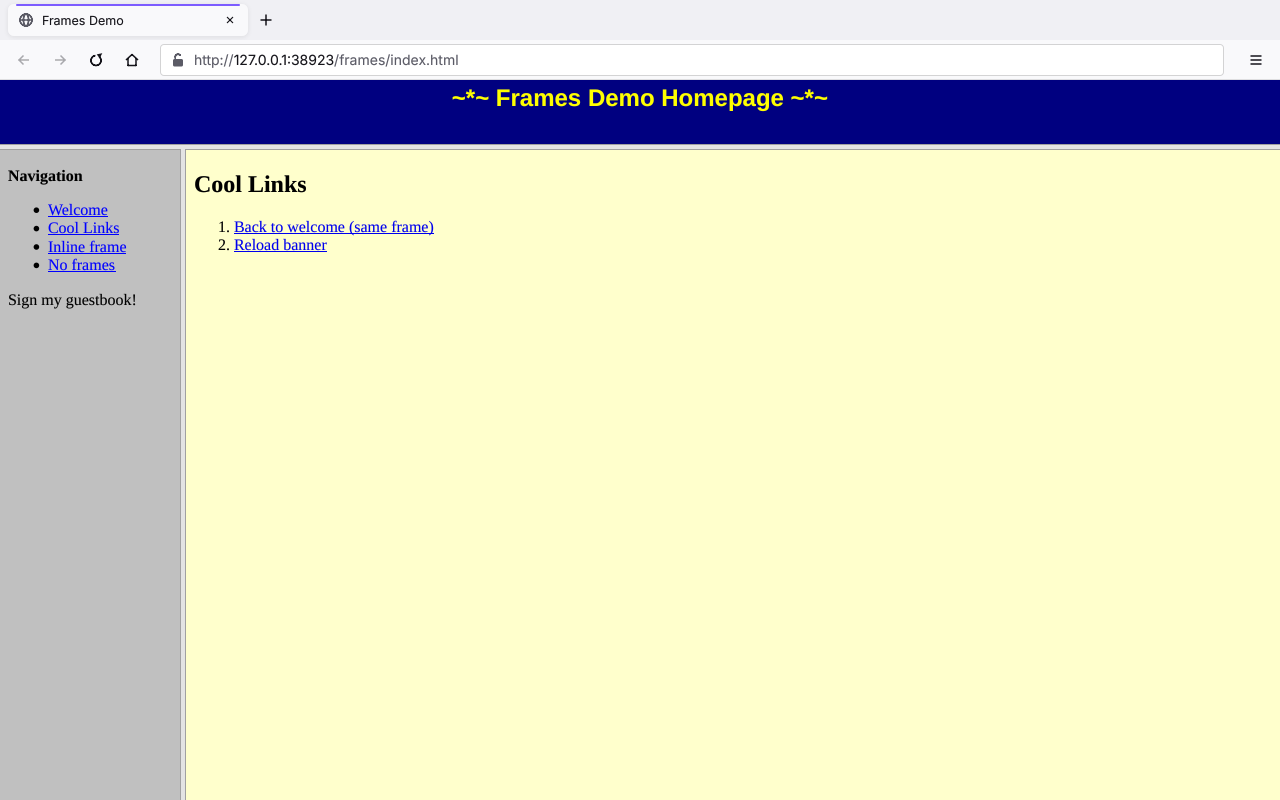 Frames Demo
http://127.0.0.1:38923/frames/index.html
~*~ Frames Demo Homepage ~*~
Navigation
Welcome
Cool Links
Inline frame
No frames
Sign my guestbook!
Cool Links
1. Back to welcome (same frame)
2. Reload banner